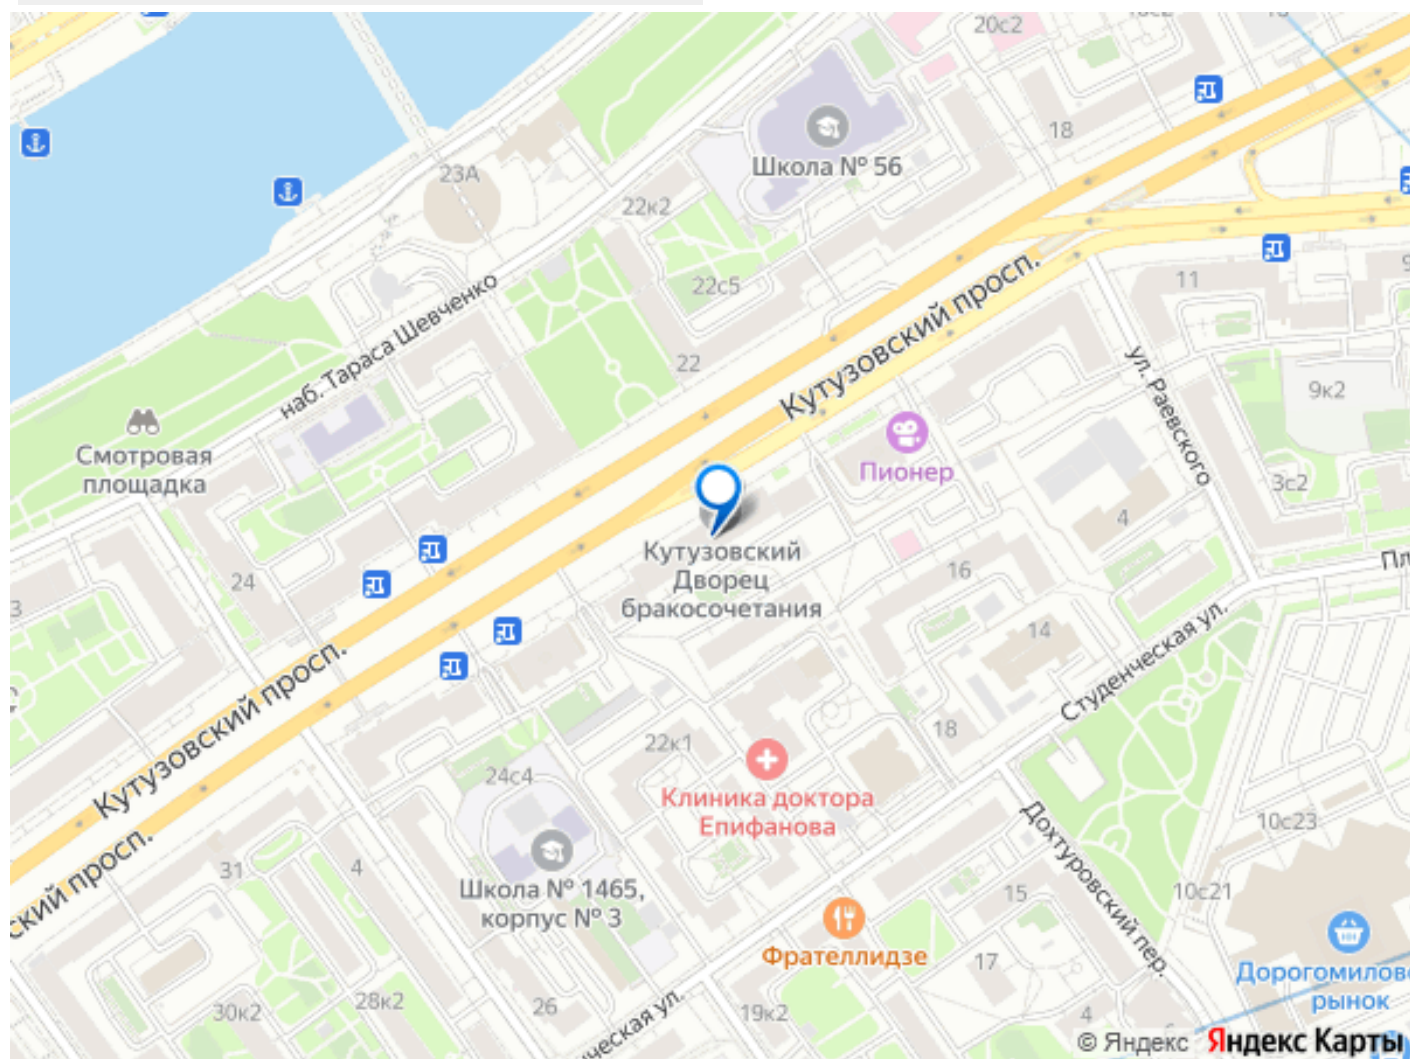 20с2
18
Школа № 56
23А
22к2
22с5
11
наб. Тараса Шевченко
Кутузовский просп.
22
ул. Раевского
9к2
Смотровая
площадка
Пионер
3с2
4
Кутузовский
Дворец
бракосочетания
24
16
Пл
14
Студенческая ул.
Кутузовский просп.
18
22к1
24с4
Клиника доктора
Епифанова
Дохтуровский пер.
10с23
ский просп.
31
4
Школа № 1465,
корпус № 3
15
10с21
Фрателлидзе
17
Дорогомилово
рынок
30к2
28к2
26
ческая ул.
19к2
4
© Яндекс Яндекс Карты